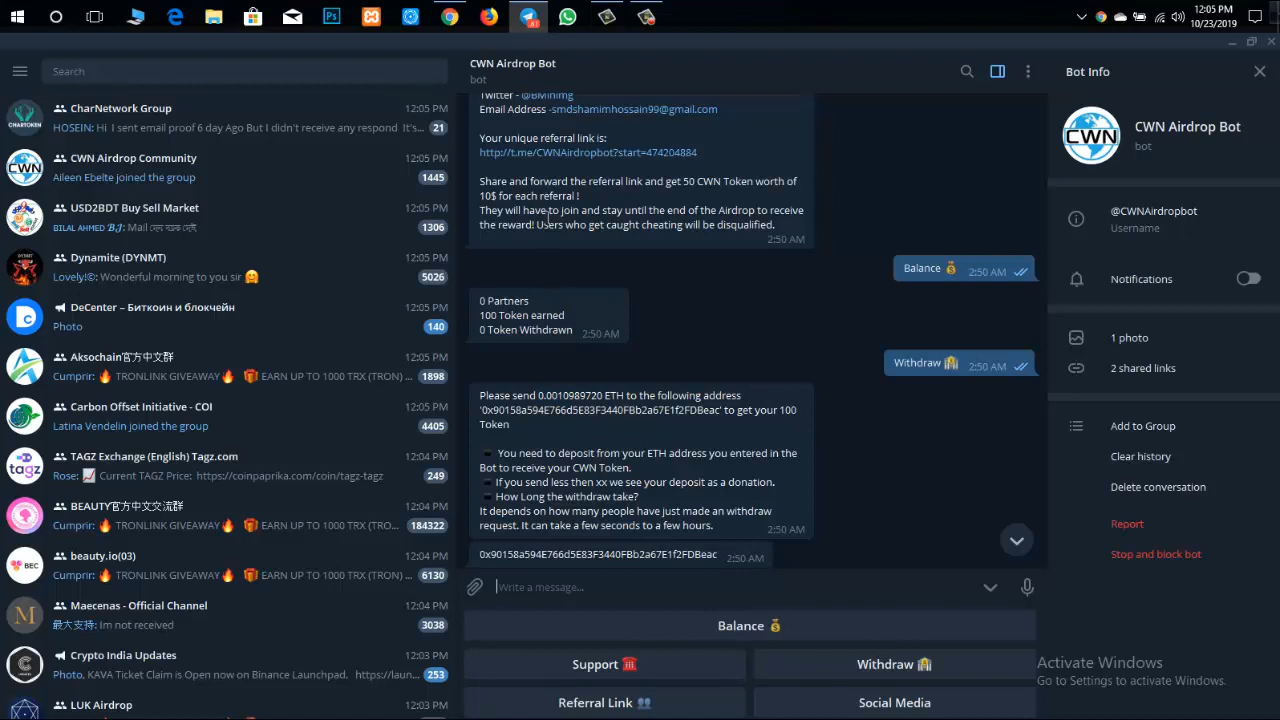 12:05 PM
10/23/2019
Search
CharNetwork Group
12:05 PM
HOSEIN: Hi I sent email proof 6 day Ago But I didn't receive any respond It's...
21
CWN Airdrop Community
12:05 PM
Aileen Ebelte joined the group
1445
USD2BDT Buy Sell Market
12:05 PM
1306
Dynamite (DYNMT)
12:05 PM
Lovely!©: Wonderful morning to you sir 🤗
5026
DeCenter – Биткоин и блокчейн
12:05 PM
Photo
140
Aksochain官方中文群
12:05 PM
Cumprir: 🔥 TRONLINK GIVEAWAY🔥 🎁 EARN UP TO 1000 TRX (TRON) ...
1898
Carbon Offset Initiative - COI
12:05 PM
Latina Vendelin joined the group
4405
TAGZ Exchange (English) Tagz.com
12:04 PM
Rose: 📈 Current TAGZ Price: https://coinpaprika.com/coin/tagz-tagz
249
BEAUTY官方中文交流群
12:04 PM
Cumprir: 🔥 TRONLINK GIVEAWAY🔥 🎁 EARN UP TO 1000 TRX (TRO...
184322
beauty.io(03)
12:04 PM
Cumprir: 🔥 TRONLINK GIVEAWAY🔥 🎁 EARN UP TO 1000 TRX (TRON) ...
6130
Maecenas - Official Channel
12:04 PM
最大支持: Im not received
3038
Crypto India Updates
12:03 PM
Photo, KAVA Ticket Claim is Open now on Binance Launchpad. https://laun...
253
LUK Airdrop
12:03 PM
CHARTOKEN
CWN
tagz
BEC
CWN Airdrop Bot
bot
Twitter - @BMinimg
Email Address -smdshamimhossain99@gmail.com
Your unique referral link is:
http://t.me/CWNAirdropbot?start=474204884
Share and forward the referral link and get 50 CWN Token worth of
10$ for each referral !
They will have to join and stay until the end of the Airdrop to receive
the reward! Users who get caught cheating will be disqualified.
2:50 AM
Balance 💰
2:50 AM
0 Partners
100 Token earned
0 Token Withdrawn
2:50 AM
Withdraw 🏤
2:50 AM
Please send 0.0010989720 ETH to the following address
'0x90158a594E766d5E83F3440FBb2a67E1f2FDBeac' to get your 100
Token
You need to deposit from your ETH address you entered in the
Bot to receive your CWN Token.
If you send less then xx we see your deposit as a donation.
How Long the withdraw take?
It depends on how many people have just made an withdraw
request. It can take a few seconds to a few hours.
2:50 AM
0x90158a594E766d5E83F3440FBb2a67E1f2FDBeac
2:50 AM
Write a message...
Balance 💰
Support ☎️
Withdraw 🏤
Referral Link 👥
Social Media
Bot Info
CWN
CWN Airdrop Bot
bot
@CWNAirdropbot
Username
Notifications
1 photo
2 shared links
Add to Group
Clear history
Delete conversation
Report
Stop and block bot
Activate Windows
Go to Settings to activate Windows.